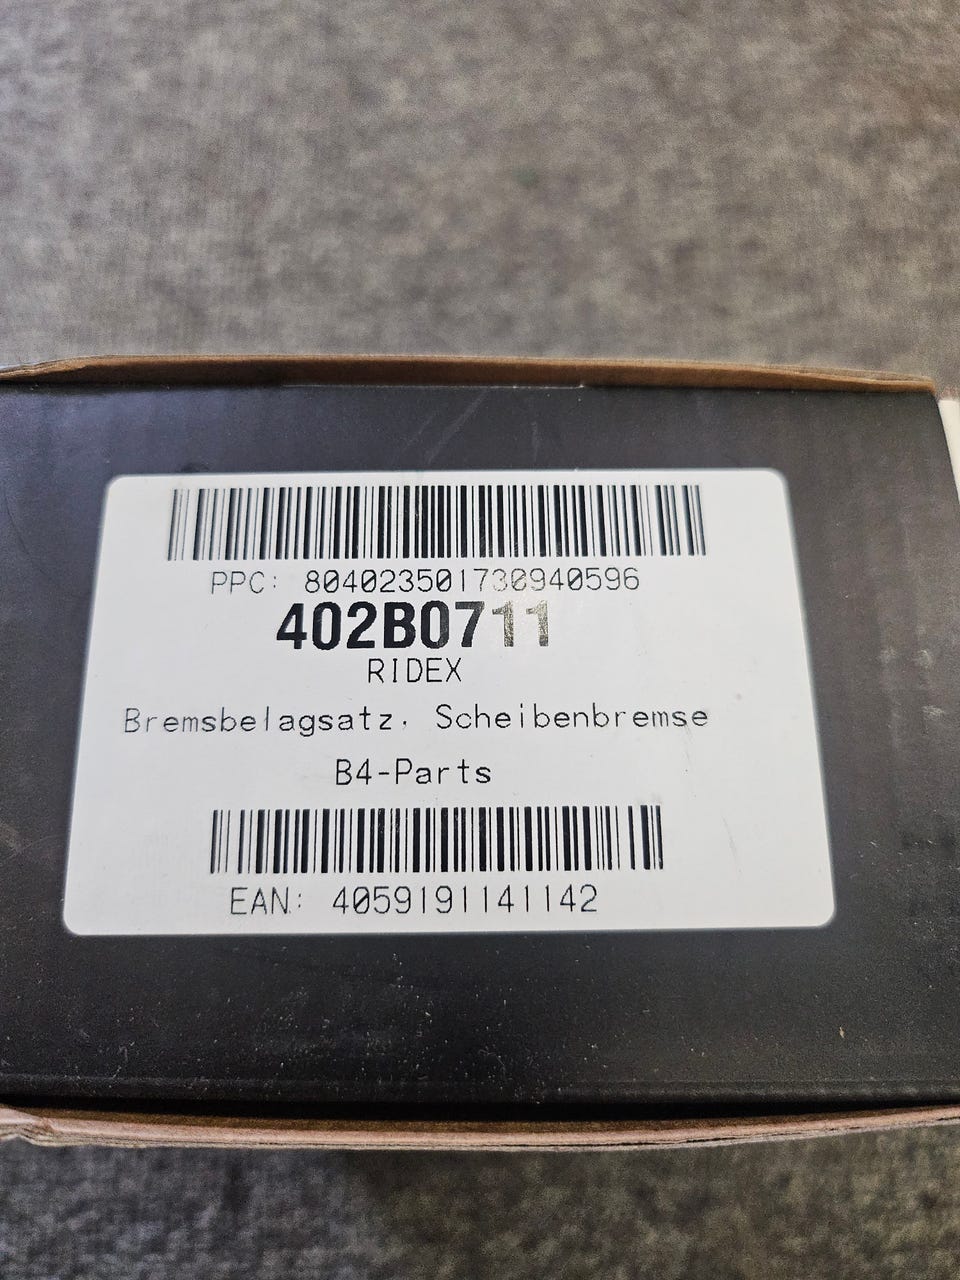 PPC: 804023501730940596
402B0711
RIDEX
Bremsbelagsatz, Scheibenbremse
B4-Parts
EAN: 4059191141142